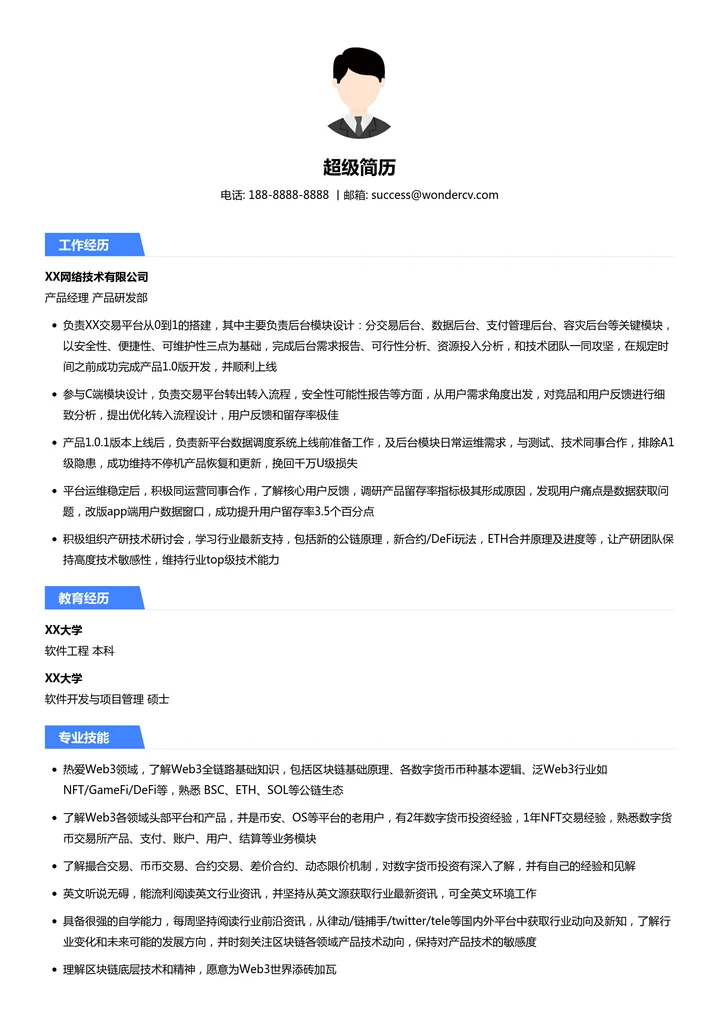 超级简历
电话: 188-8888-8888 | 邮箱: success@wondercv.com
工作经历
XX网络技术有限公司
产品经理 产品研发部
• 负责XX交易平台从0到1的搭建，其中主要负责后台模块设计：分交易后台、数据后台、支付管理后台、容灾后台等关键模块，
以安全性、便捷性、可维护性三点为基础，完成后台需求报告、可行性分析、资源投入分析，和技术团队一同攻坚，在规定时
间之前成功完成产品1.0版开发，并顺利上线
• 参与C端模块设计，负责交易平台转出转入流程，安全性可能性报告等方面，从用户需求角度出发，对竞品和用户反馈进行细
致分析，提出优化转入流程设计，用户反馈和留存率极佳
• 产品1.0.1版本上线后，负责新平台数据调度系统上线前准备工作，及后台模块日常运维需求，与测试、技术同事合作，排除A1
级隐患，成功维持不停机产品恢复和更新，挽回千万U级损失
• 平台运维稳定后，积极同运营同事合作，了解核心用户反馈，调研产品留存率指标极其形成原因，发现用户痛点是数据获取问
题，改版app端用户数据窗口，成功提升用户留存率3.5个百分点
• 积极组织产研技术研讨会，学习行业最新支持，包括新的公链原理，新合约/DeFi玩法，ETH合并原理及进度等，让产研团队保
持高度技术敏感性，维持行业top级技术能力
教育经历
XX大学
软件工程 本科
XX大学
软件开发与项目管理 硕士
专业技能
• 热爱Web3领域，了解Web3全链路基础知识，包括区块链基础原理、各数字货币币种基本逻辑、泛Web3行业如
NFT/GameFi/DeFi等，熟悉 BSC、ETH、SOL等公链生态
• 了解Web3各领域头部平台和产品，并是币安、OS等平台的老用户，有2年数字货币投资经验，1年NFT交易经验，熟悉数字货
币交易所产品、支付、账户、用户、结算等业务模块
• 了解撮合交易、币币交易、合约交易、差价合约、动态限价机制，对数字货币投资有深入了解，并有自己的经验和见解
• 英文听说无碍，能流利阅读英文行业资讯，并坚持从英文源获取行业最新资讯，可全英文环境工作
• 具备很强的自学能力，每周坚持阅读行业前沿资讯，从律动/链捕手/twitter/tele等国内外平台中获取行业动向及新知，了解行
业变化和未来可能的发展方向，并时刻关注区块链各领域产品技术动向，保持对产品技术的敏感度
• 理解区块链底层技术和精神，愿意为Web3世界添砖加瓦